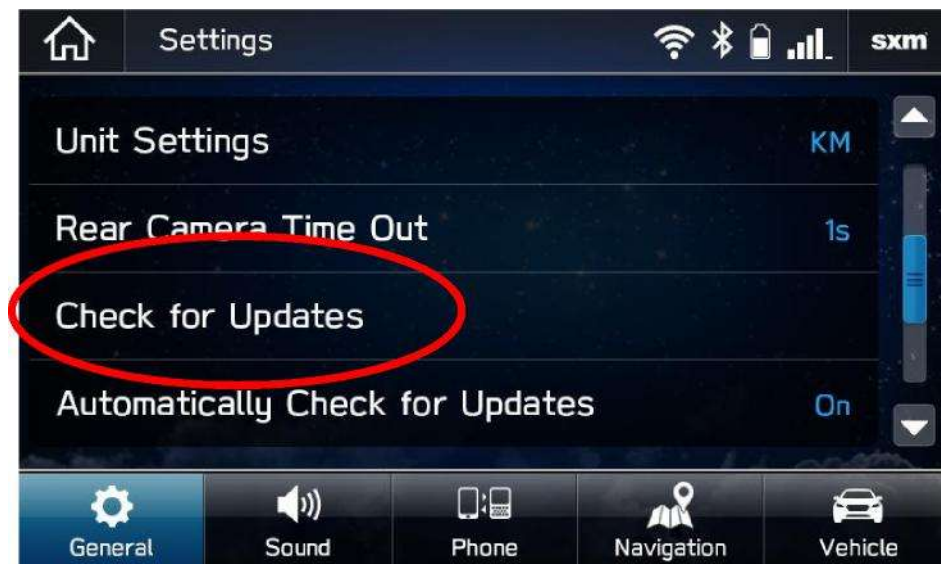 Settings
sxm
Unit Settings KM
Rear Camera Time Out 1s
Check for Updates
Automatically Check for Updates On
General Sound Phone Navigation Vehicle